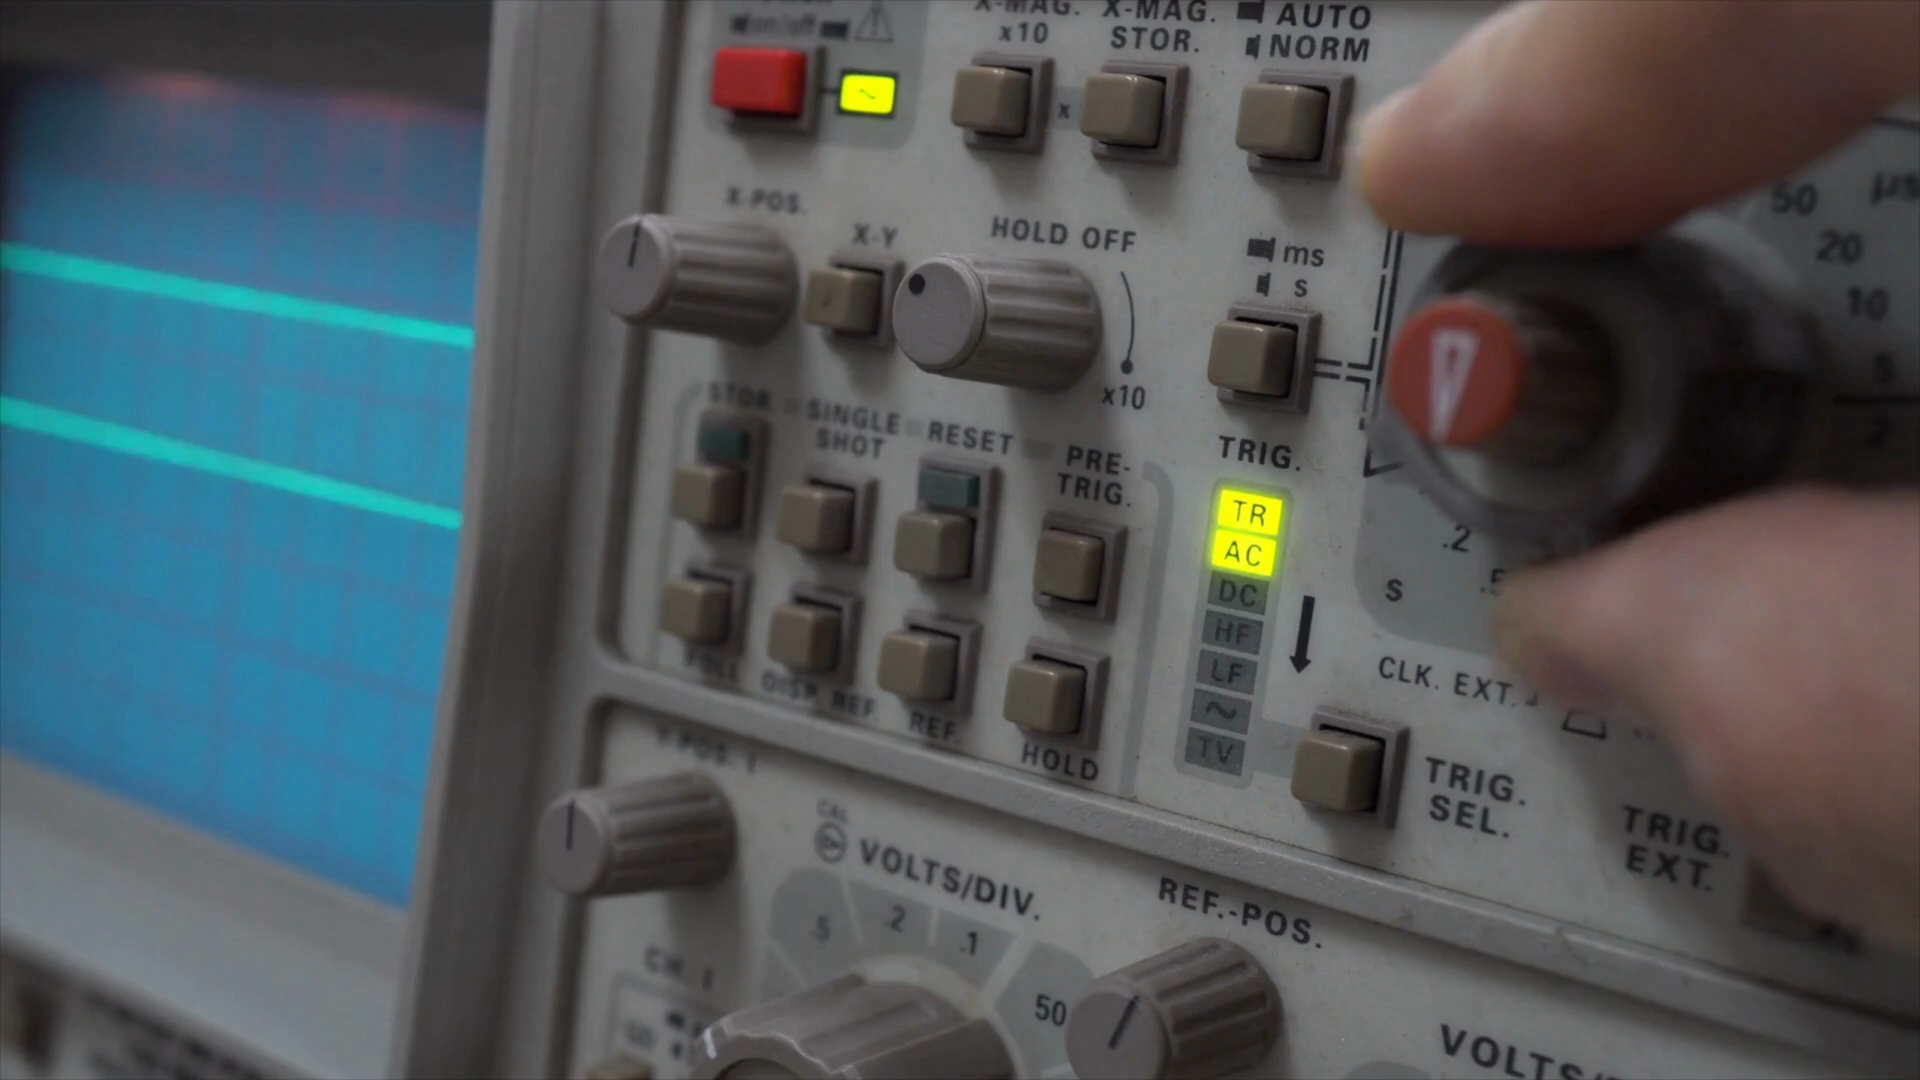 on/off
X-MAG.
x10
X-MAG.
STOR.
AUTO
NORM
x
X-POS.
X-Y
HOLD OFF
x10
ms
s
50
µs
20
10
5
2
STOR.
SINGLE
SHOT
RESET
PRE-
TRIG.
TRIG.
TR
AC
DC
HF
LF
~
TV
.2
.5
s
CLK. EXT.
DISP. REF.
REF.
HOLD
TRIG.
SEL.
TRIG.
EXT.
Y-POS. I
CAL
VOLTS/DIV.
.5
.2
.1
50
REF.-POS.
CH. I
VOLTS/